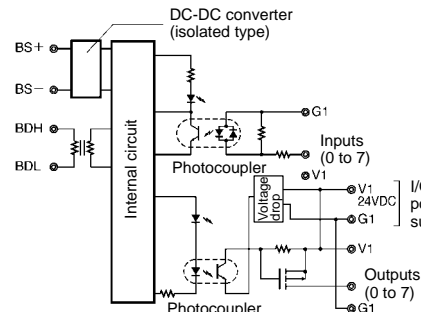 DC-DC converter
(isolated type)
BS+
BS−
BDH
BDL
Internal circuit
G1
Inputs
(0 to 7)
Photocoupler
V1
Voltage
drop
V1
24VDC
G1
V1
Outputs
(0 to 7)
Photocoupler
G1